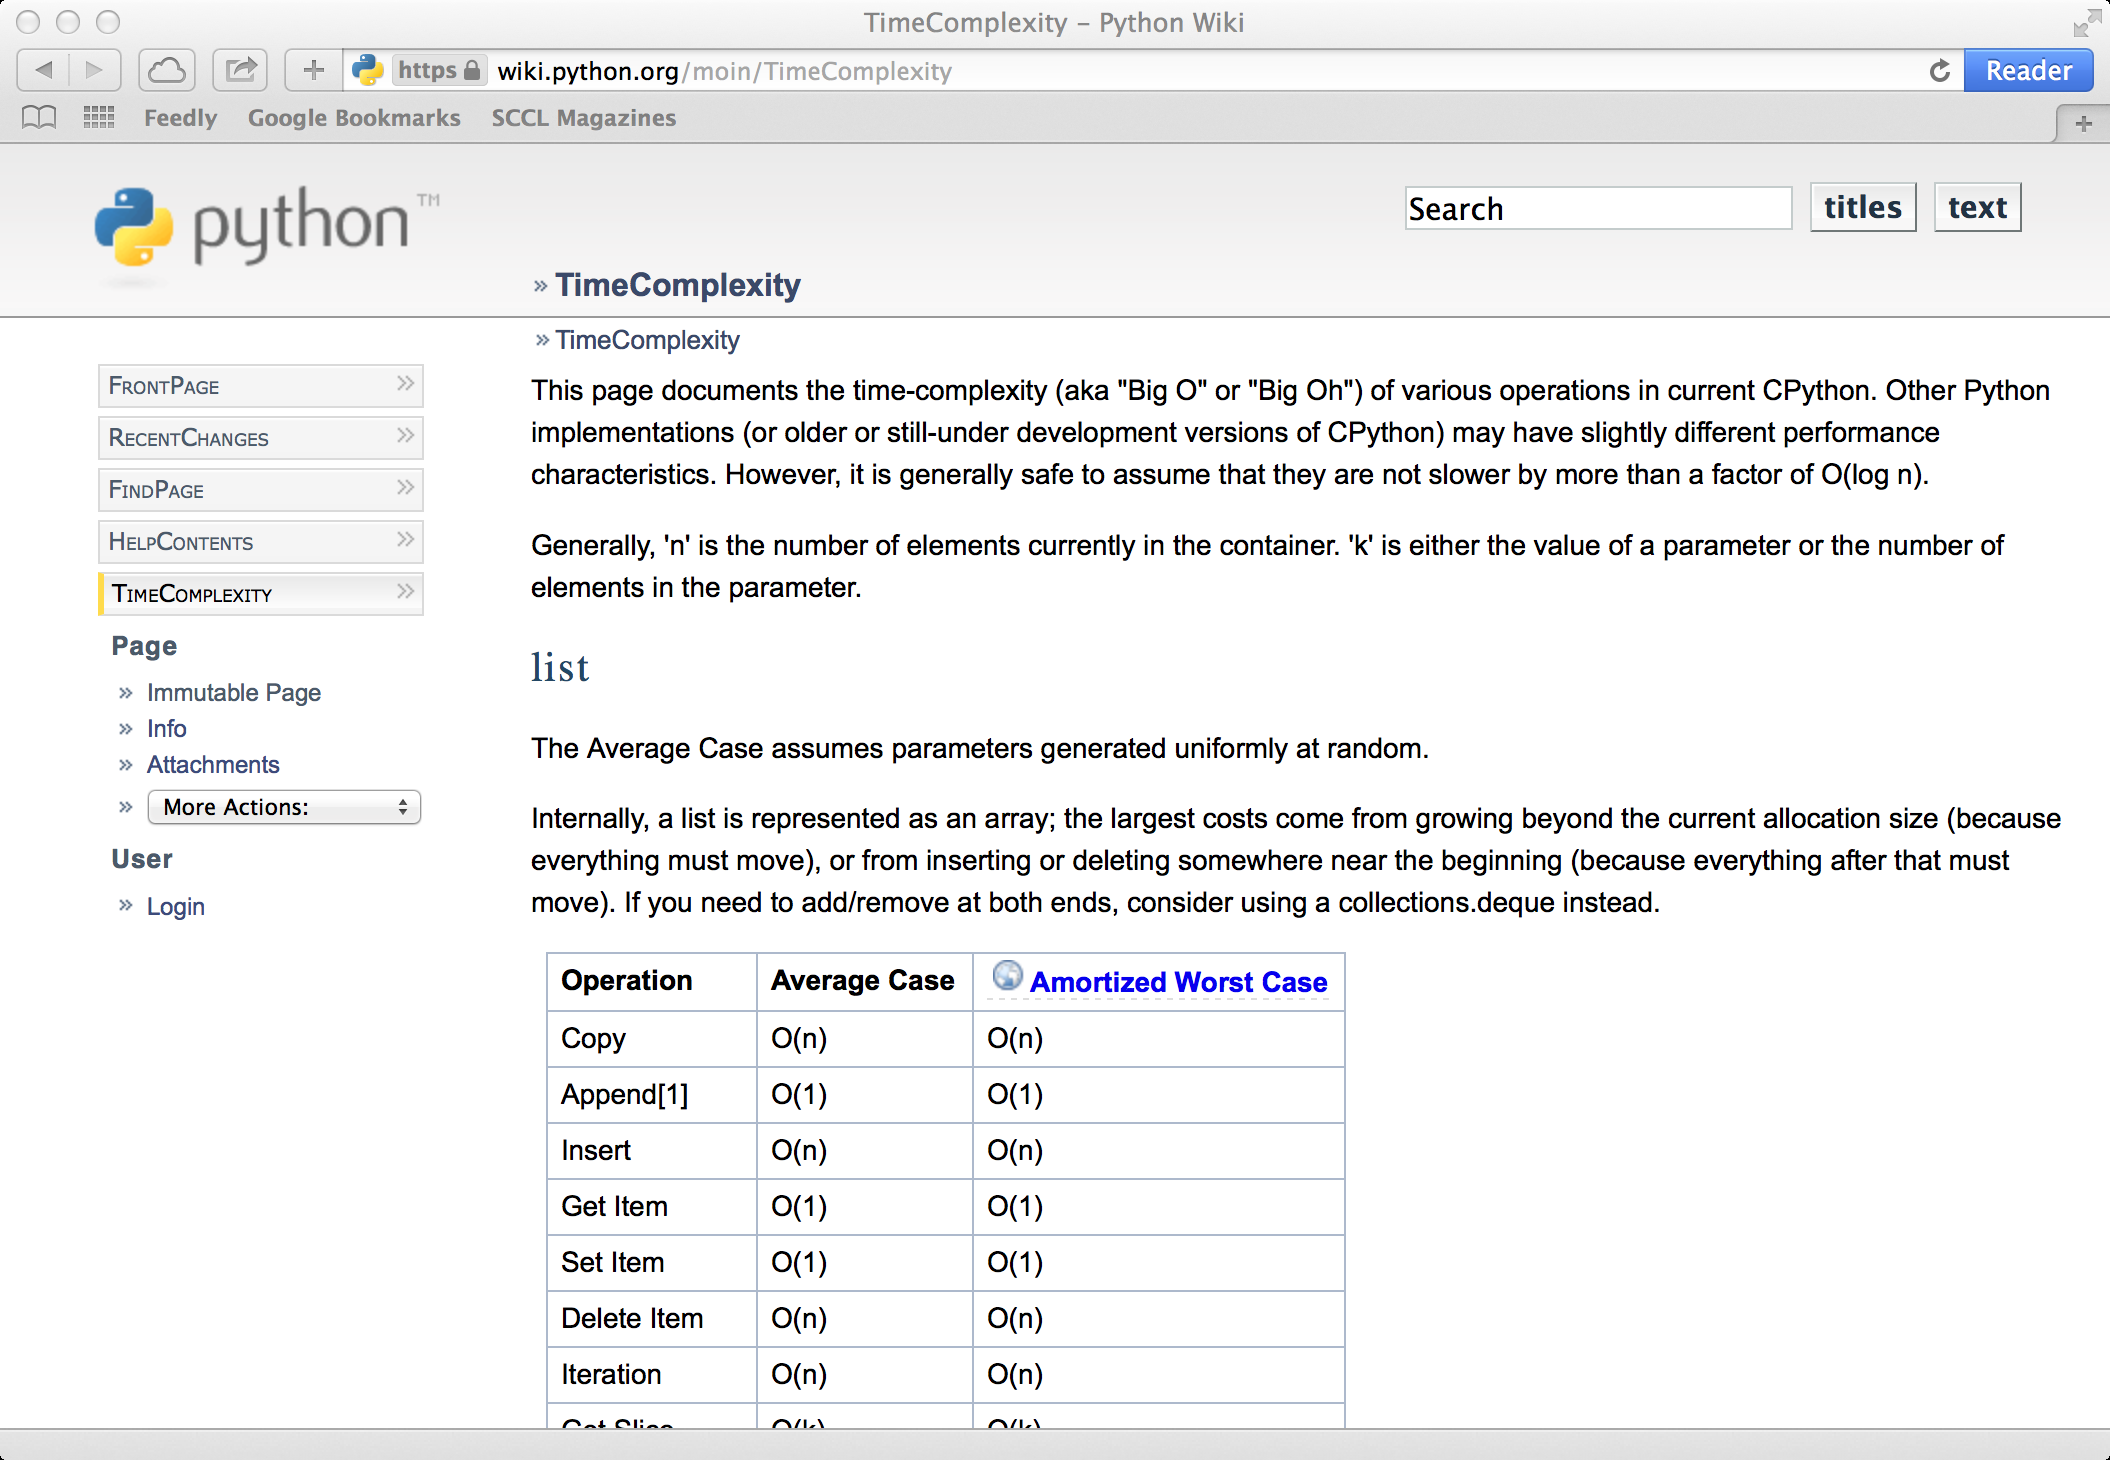 TimeComplexity – Python Wiki
https wiki.python.org/moin/TimeComplexity Reader
Feedly Google Bookmarks SCCL Magazines
python™
Search titles text
» TimeComplexity
» TimeComplexity
FrontPage »
RecentChanges »
FindPage »
HelpContents »
TimeComplexity »
Page
» Immutable Page
» Info
» Attachments
» More Actions:
User
» Login
This page documents the time-complexity (aka "Big O" or "Big Oh") of various operations in current CPython. Other Python
implementations (or older or still-under development versions of CPython) may have slightly different performance
characteristics. However, it is generally safe to assume that they are not slower by more than a factor of O(log n).
Generally, 'n' is the number of elements currently in the container. 'k' is either the value of a parameter or the number of
elements in the parameter.
list
The Average Case assumes parameters generated uniformly at random.
Internally, a list is represented as an array; the largest costs come from growing beyond the current allocation size (because
everything must move), or from inserting or deleting somewhere near the beginning (because everything after that must
move). If you need to add/remove at both ends, consider using a collections.deque instead.
Operation Average Case Amortized Worst Case
Copy O(n) O(n)
Append[1] O(1) O(1)
Insert O(n) O(n)
Get Item O(1) O(1)
Set Item O(1) O(1)
Delete Item O(n) O(n)
Iteration O(n) O(n)
Get Slice O(k) O(k)